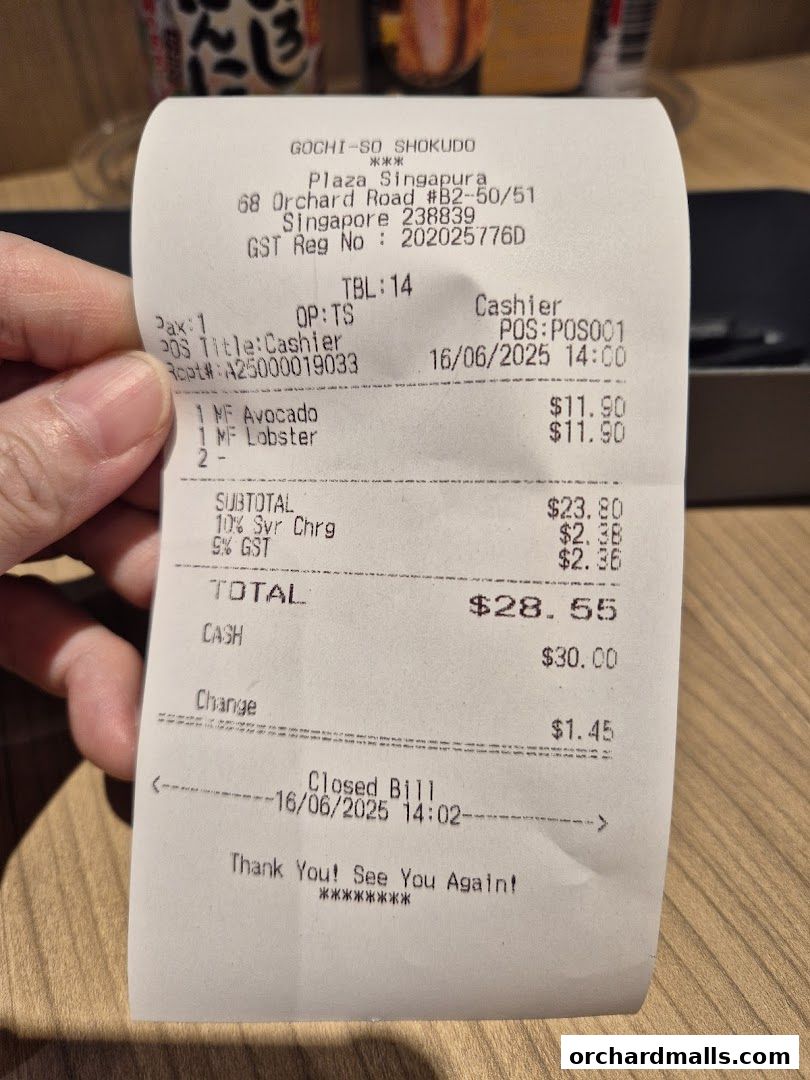 GOCHI-SO SHOKUDO
***
Plaza Singapura
68 Orchard Road #B2-50/51
Singapore 238839
GST Reg No : 202025776D
TBL:14
Pax:1 OP:TS Cashier
POS Title:Cashier POS:POS001
Rcpt#:A25000019033 16/06/2025 14:00
1 MF Avocado $11.90
1 MF Lobster $11.90
2 -
SUBTOTAL $23.80
10% Svr Chrg $2.38
9% GST $2.36
TOTAL $28.55
CASH $30.00
Change $1.45
Closed Bill
<----------16/06/2025 14:02---------->
Thank You! See You Again!
********
orchardmalls.com